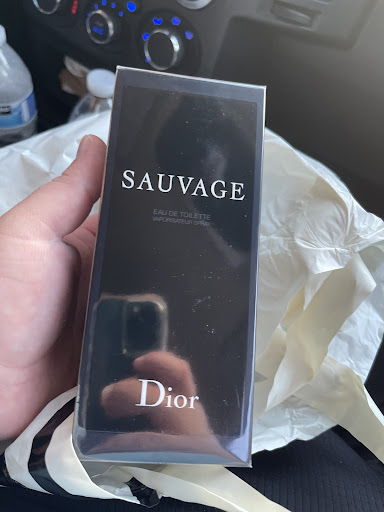 SAUVAGE
EAU DE TOILETTE
VAPORISATEUR SPRAY
Dior